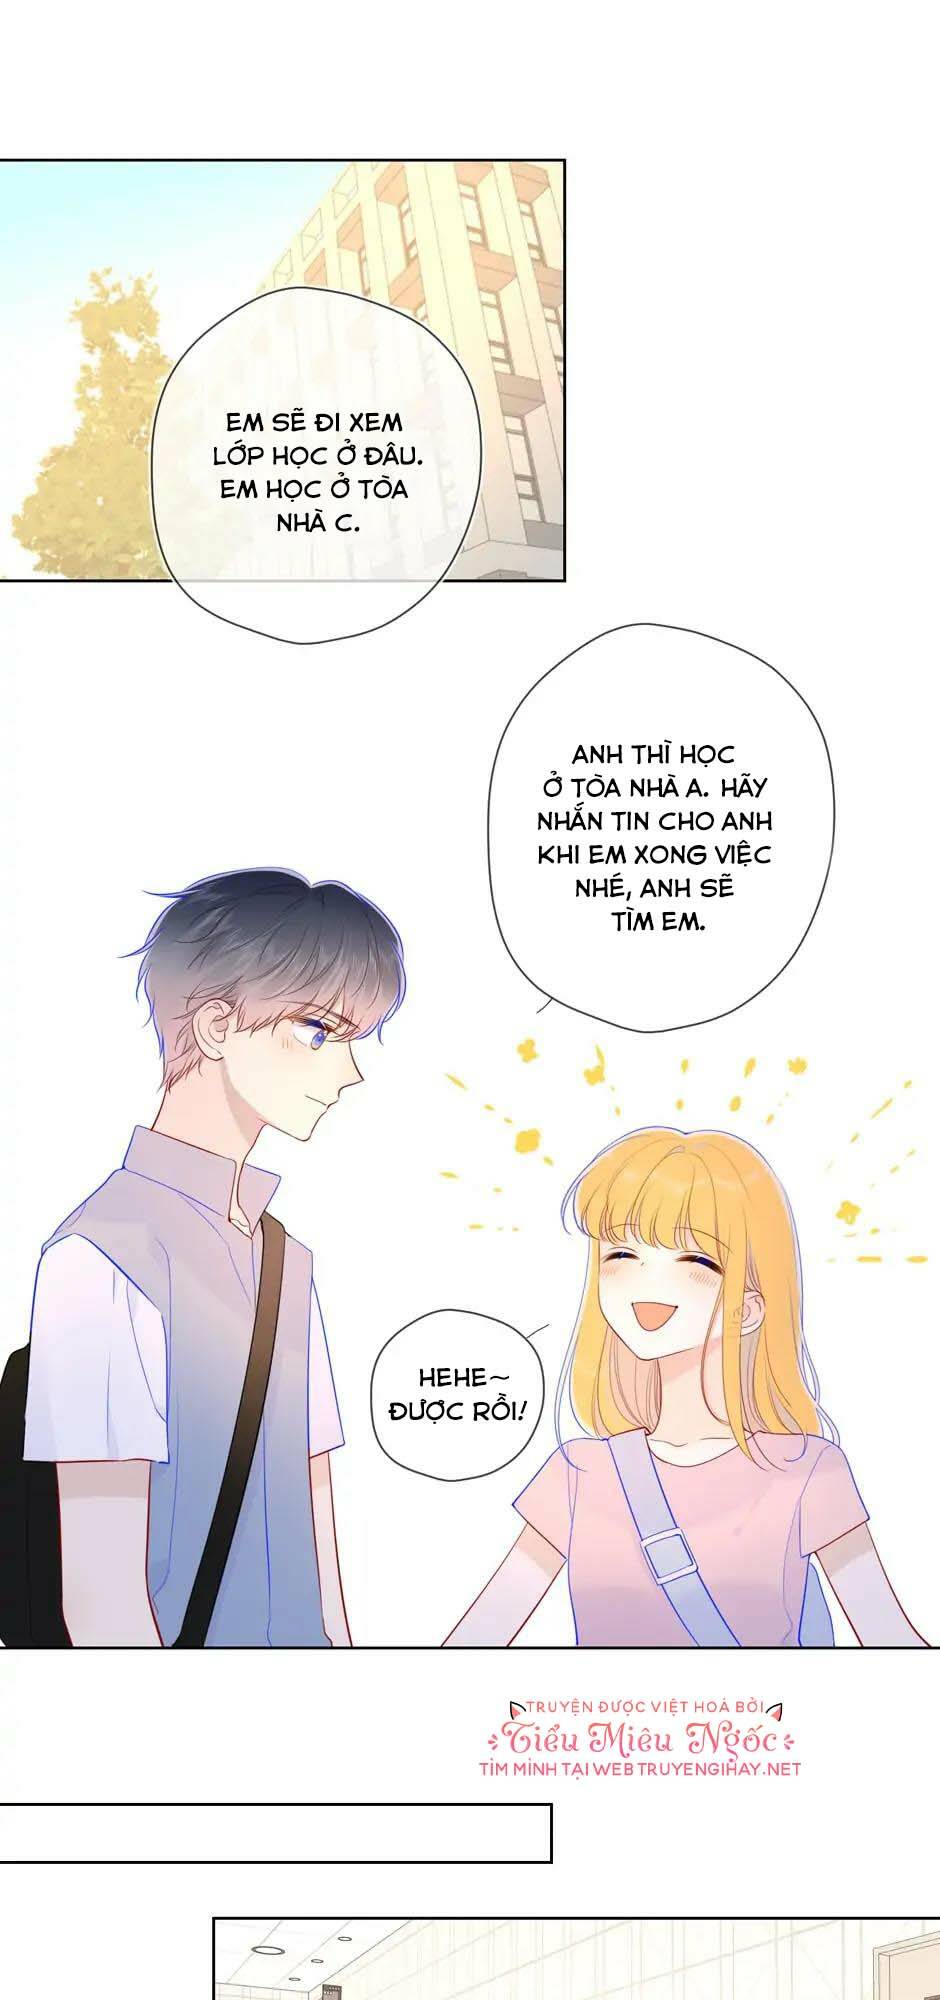 EM SẼ ĐI XEM
LỚP HỌC Ở ĐÂU.
EM HỌC Ở TÒA
NHÀ C.
ANH THÌ HỌC
Ở TÒA NHÀ A. HÃY
NHẮN TIN CHO ANH
KHI EM XONG VIỆC
NHÉ, ANH SẼ
TÌM EM.
HEHE~
ĐƯỢC RỒI!
TRUYỆN ĐƯỢC VIỆT HOÁ BỞI
TIỂU MIÊU NGỐC
TÌM MÌNH TẠI WEB TRUYENGIHAY.NET